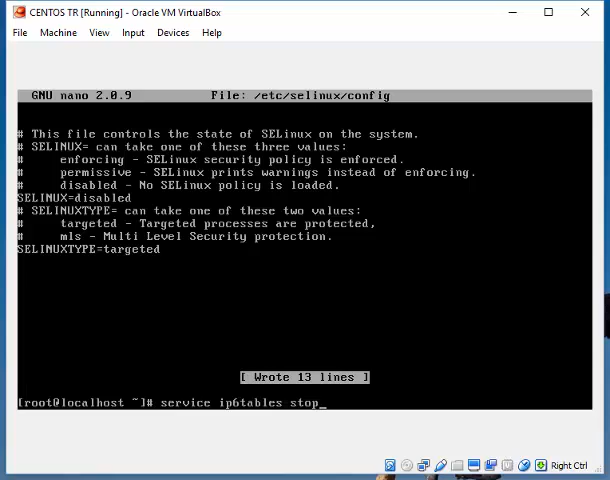 CENTOS TR [Running] - Oracle VM VirtualBox
File Machine View Input Devices Help
GNU nano 2.0.9 File: /etc/selinux/config
# This file controls the state of SELinux on the system.
# SELINUX= can take one of these three values:
# enforcing - SELinux security policy is enforced.
# permissive - SELinux prints warnings instead of enforcing.
# disabled - No SELinux policy is loaded.
SELINUX=disabled
# SELINUXTYPE= can take one of these two values:
# targeted - Targeted processes are protected,
# mls - Multi Level Security protection.
SELINUXTYPE=targeted
[ Wrote 13 lines ]
[root@localhost ~]# service ip6tables stop_
Right Ctrl